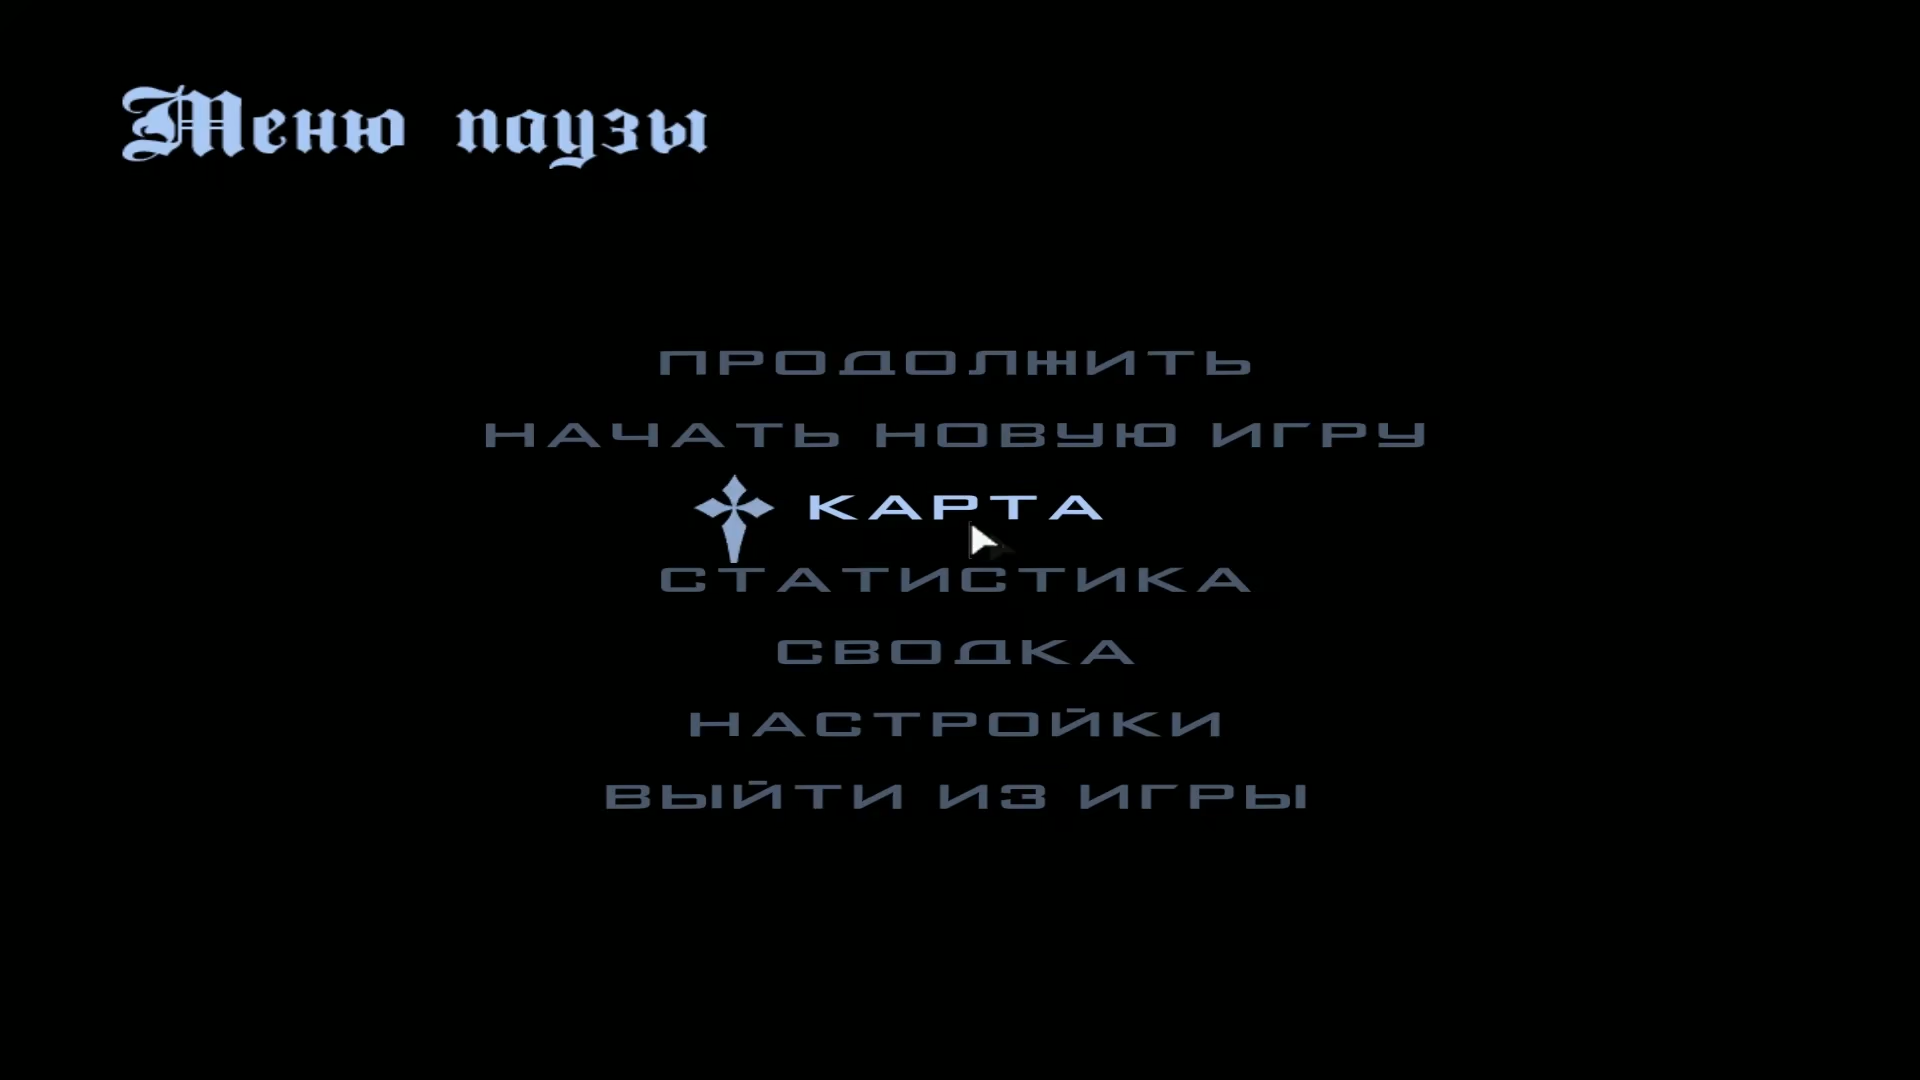 Меню паузы
ПРОДОЛЖИТЬ
НАЧАТЬ НОВУЮ ИГРУ
КАРТА
СТАТИСТИКА
СВОДКА
НАСТРОЙКИ
ВЫЙТИ ИЗ ИГРЫ